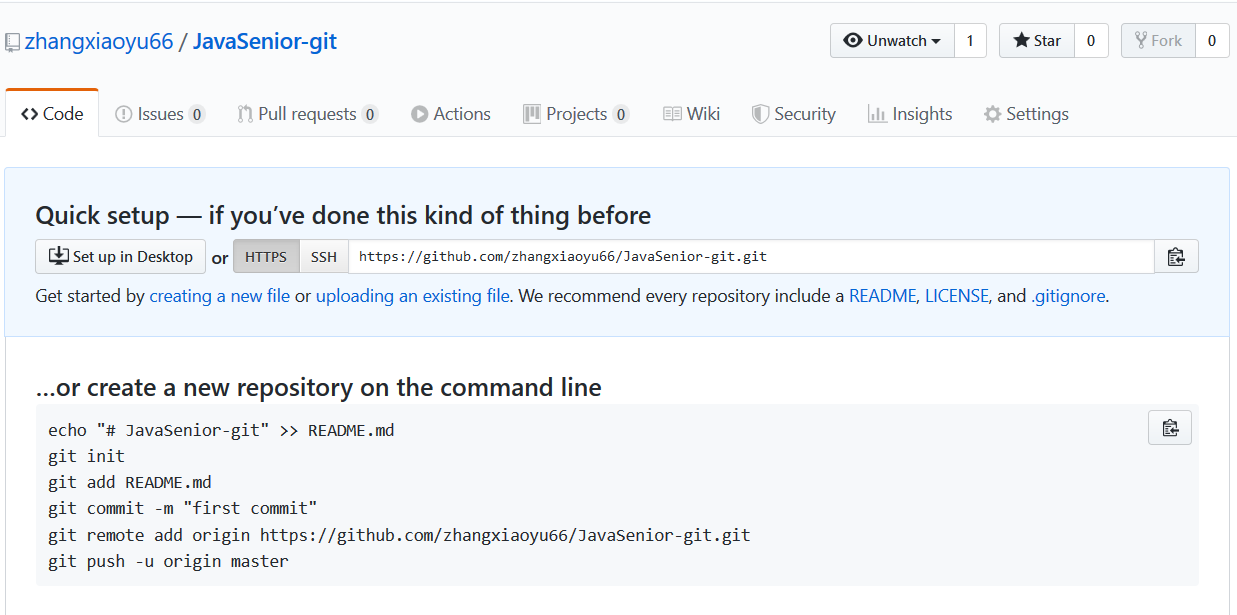 zhangxiaoyu66 / JavaSenior-git
Unwatch 1 Star 0 Fork 0
Code Issues 0 Pull requests 0 Actions Projects 0 Wiki Security Insights Settings
Quick setup — if you’ve done this kind of thing before
Set up in Desktop or HTTPS SSH https://github.com/zhangxiaoyu66/JavaSenior-git.git
Get started by creating a new file or uploading an existing file. We recommend every repository include a README, LICENSE, and .gitignore.
…or create a new repository on the command line
echo "# JavaSenior-git" >> README.md
git init
git add README.md
git commit -m "first commit"
git remote add origin https://github.com/zhangxiaoyu66/JavaSenior-git.git
git push -u origin master